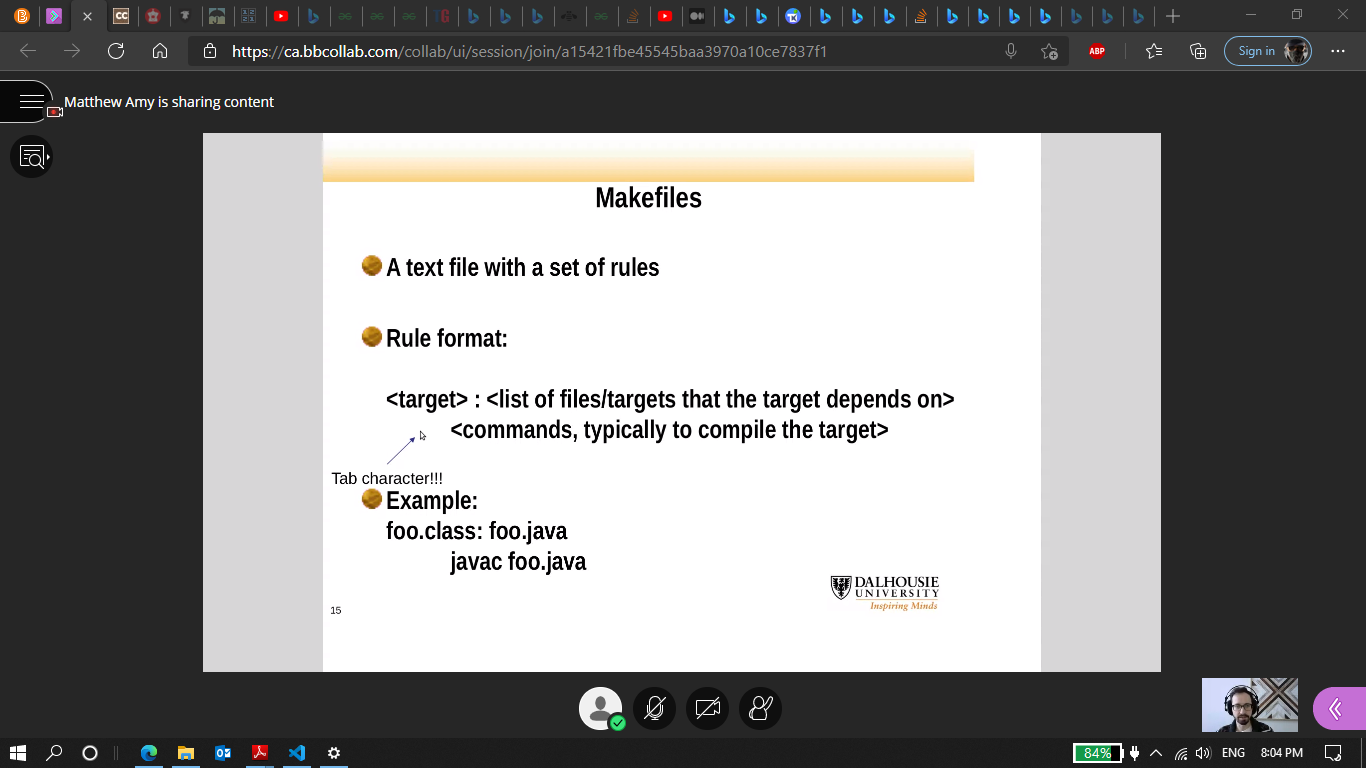 CC
https://ca.bbcollab.com/collab/ui/session/join/a15421fbe45545baa3970a10ce7837f1
ABP
Sign in
Matthew Amy is sharing content
Makefiles
A text file with a set of rules
Rule format:
<target> : <list of files/targets that the target depends on>
<commands, typically to compile the target>
Tab character!!!
Example:
foo.class: foo.java
javac foo.java
DALHOUSIE
UNIVERSITY
Inspiring Minds
15
84%
ENG
8:04 PM